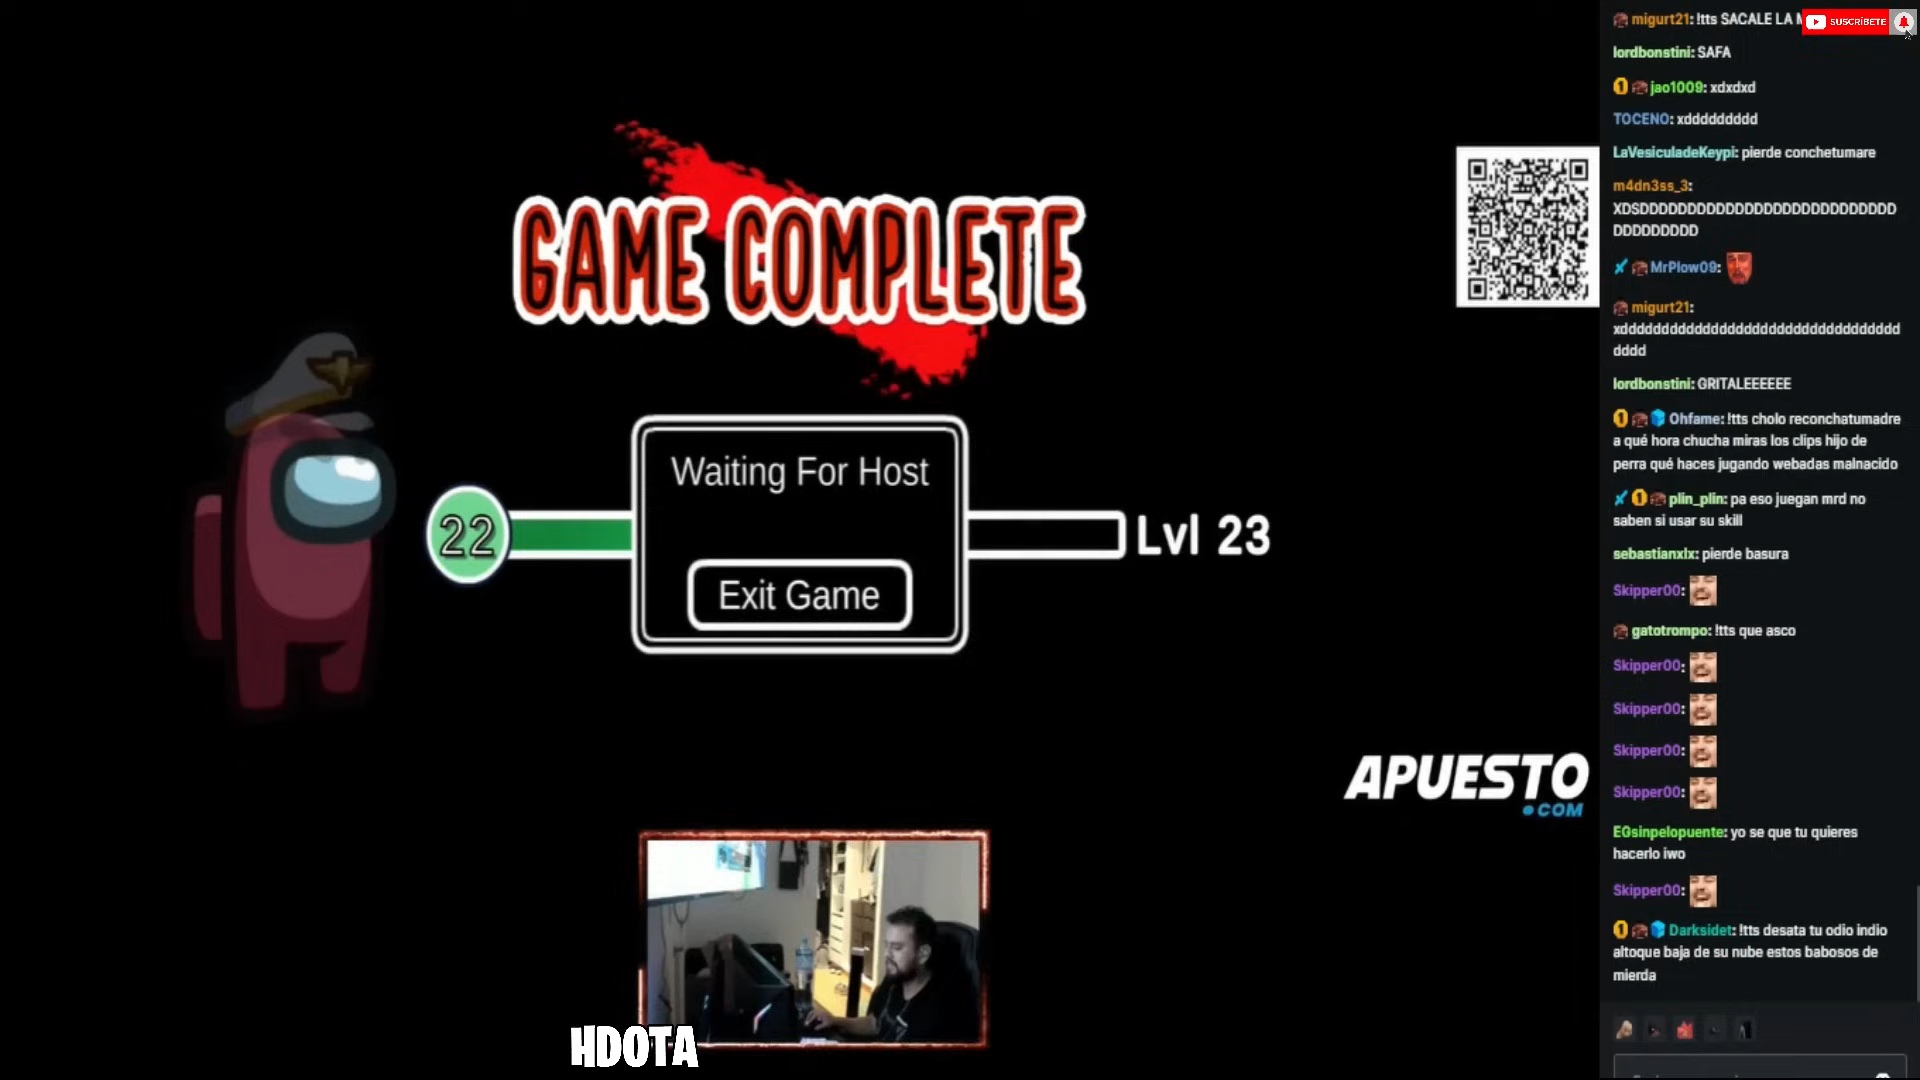 GAME COMPLETE
22
Waiting For Host
Exit Game
Lvl 23
APUESTO
.COM
HDOTA
SUSCRÍBETE
migurt21: !tts SACALE LA
lordbonstini: SAFA
1 jao1009: xdxdxd
TOCENO: xddddddddd
LaVesiculadeKeypi: pierde conchetumare
m4dn3ss_3:
XDSDDDDDDDDDDDDDDDDDDDDDDDDDDD
DDDDDDDDD
MrPlow09:
migurt21:
xddddddddddddddddddddddddddddddddd
dddd
lordbonstini: GRITALEEEEEE
1 Ohfame: !tts cholo reconchatumadre
a qué hora chucha miras los clips hijo de
perra qué haces jugando webadas malnacido
1 plin_plin: pa eso juegan mrd no
saben si usar su skill
sebastianxlx: pierde basura
Skipper00:
gatotrompo: !tts que asco
Skipper00:
Skipper00:
Skipper00:
Skipper00:
EGsinpelopuente: yo se que tu quieres
hacerlo iwo
Skipper00:
1 Darksidet: !tts desata tu odio indio
altoque baja de su nube estos babosos de
mierda